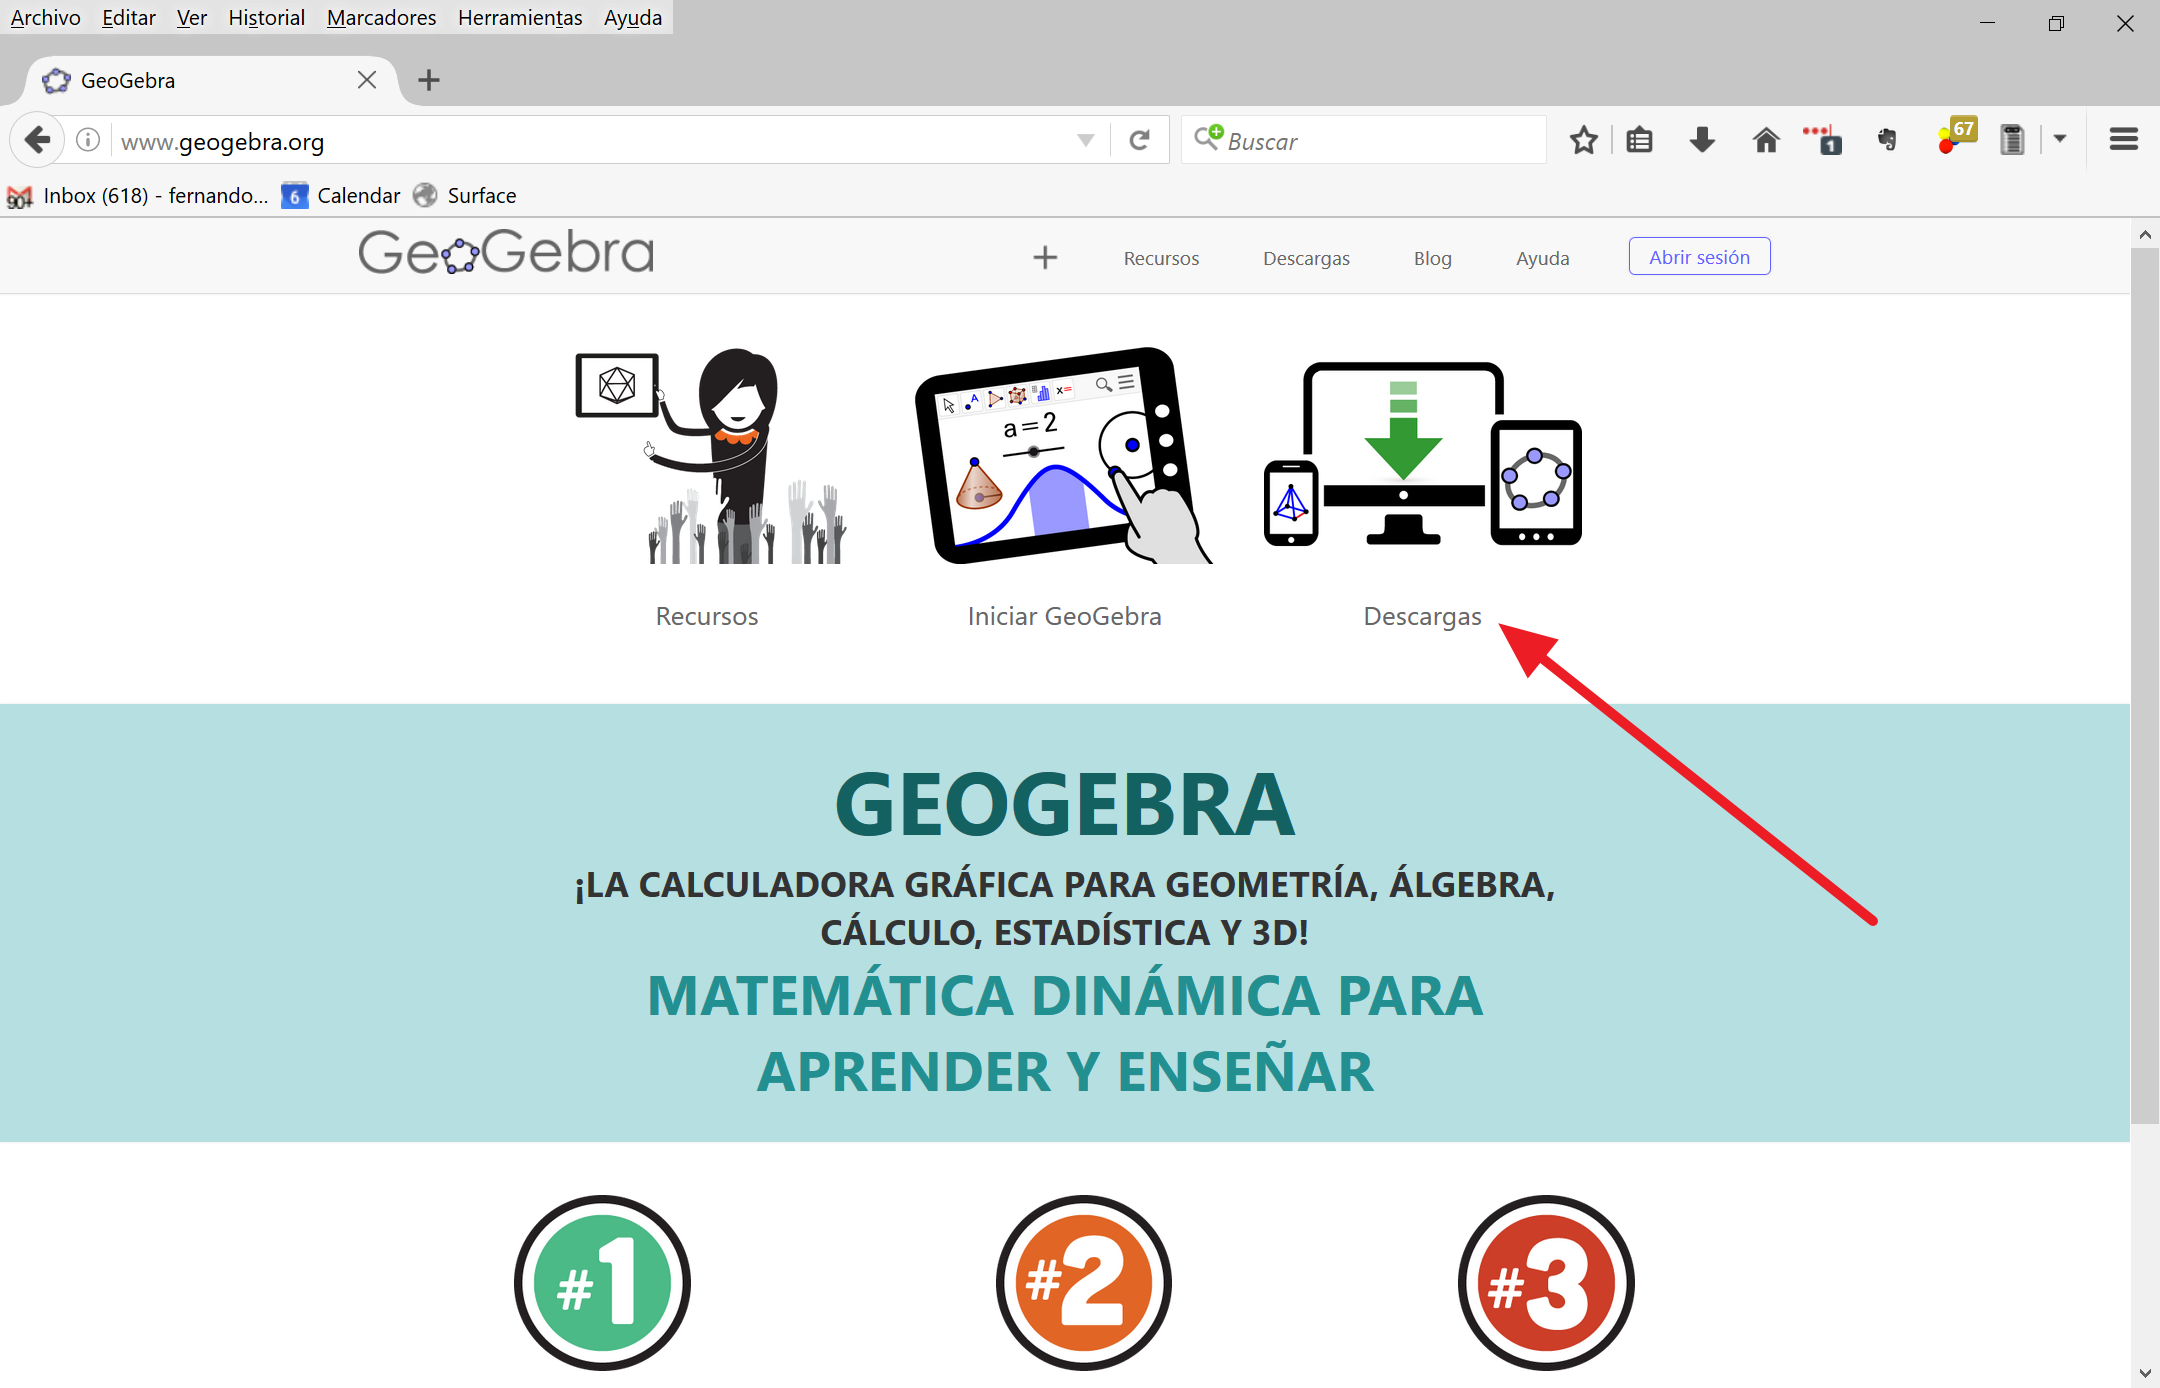 Archivo Editar Ver Historial Marcadores Herramientas Ayuda
GeoGebra
www.geogebra.org
Buscar
1
67
90+
Inbox (618) - fernando...
6
Calendar
Surface
GeoGebra
Recursos
Descargas
Blog
Ayuda
Abrir sesión
A
x=
a=2
Recursos
Iniciar GeoGebra
Descargas
GEOGEBRA
¡LA CALCULADORA GRÁFICA PARA GEOMETRÍA, ÁLGEBRA,
CÁLCULO, ESTADÍSTICA Y 3D!
MATEMÁTICA DINÁMICA PARA
APRENDER Y ENSEÑAR
#1
#2
#3